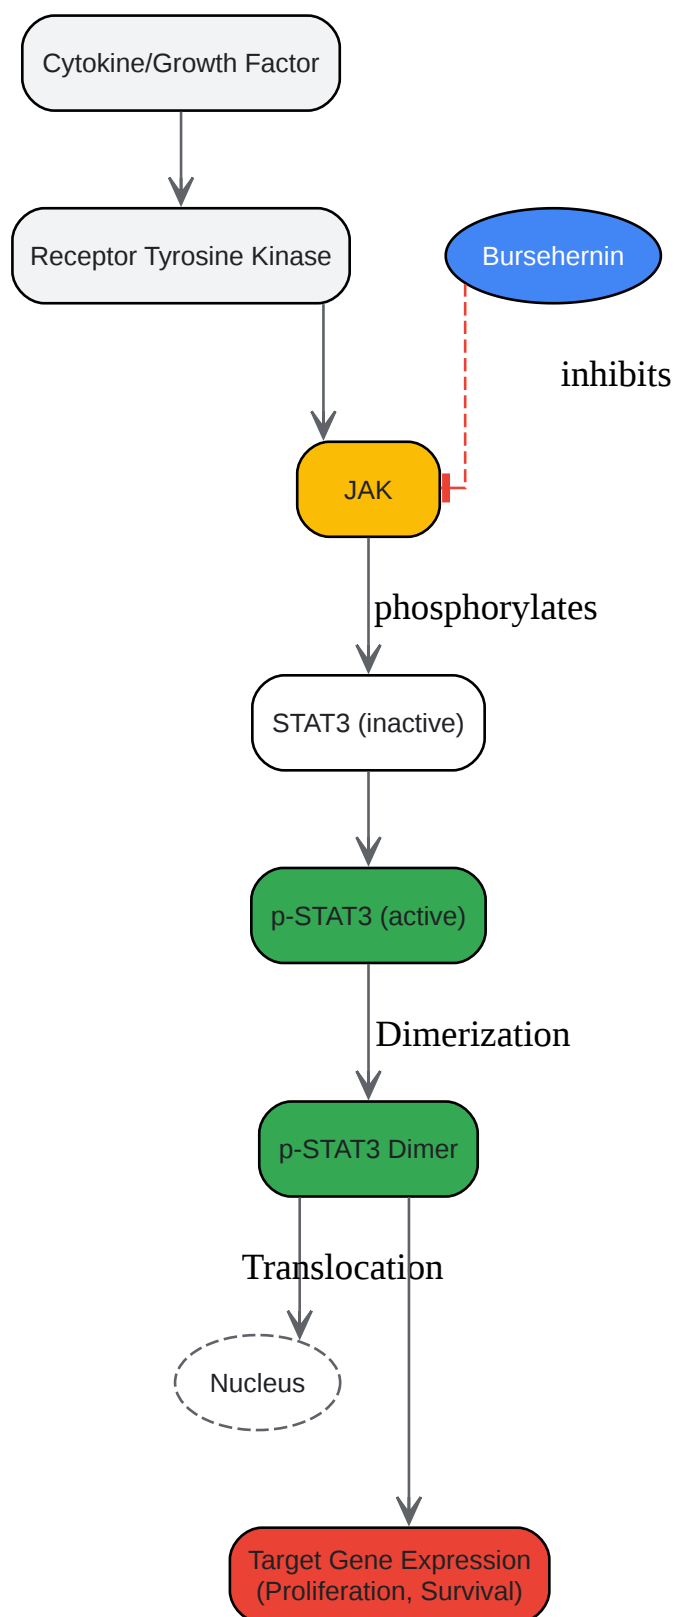 Cytokine/Growth Factor
Receptor Tyrosine Kinase
Bursehernin
inhibits
JAK
phosphorylates
STAT3 (inactive)
p-STAT3 (active)
Dimerization
p-STAT3 Dimer
Translocation
Nucleus
Target Gene Expression
(Proliferation, Survival)